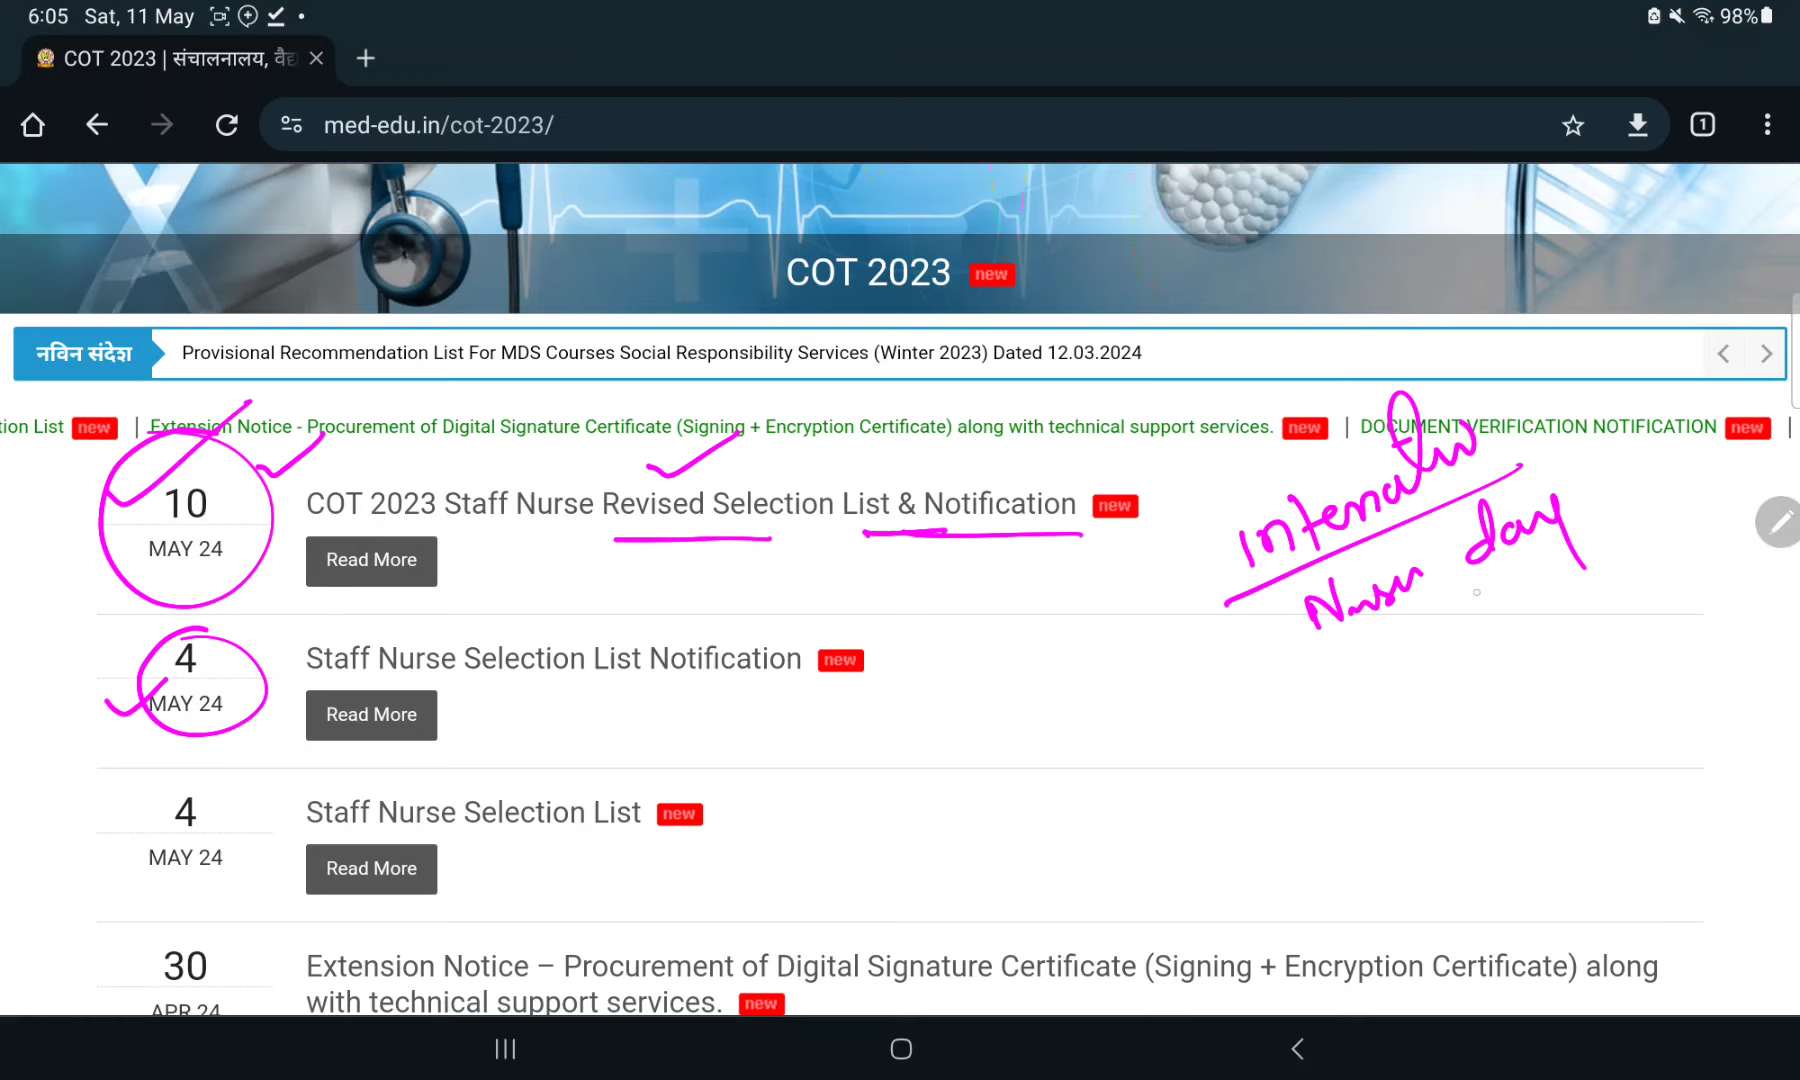 6:05 Sat, 11 May 98%
COT 2023 | संचालनालय, वैद्य
med-edu.in/cot-2023/
1
COT 2023 new
नविन संदेश Provisional Recommendation List For MDS Courses Social Responsibility Services (Winter 2023) Dated 12.03.2024
ion List new | Extension Notice - Procurement of Digital Signature Certificate (Signing + Encryption Certificate) along with technical support services. new | DOCUMENT VERIFICATION NOTIFICATION new |
10
MAY 24
COT 2023 Staff Nurse Revised Selection List & Notification new
Read More
International
Nurses day
4
MAY 24
Staff Nurse Selection List Notification new
Read More
4
MAY 24
Staff Nurse Selection List new
Read More
30
APR 24
Extension Notice – Procurement of Digital Signature Certificate (Signing + Encryption Certificate) along
with technical support services. new